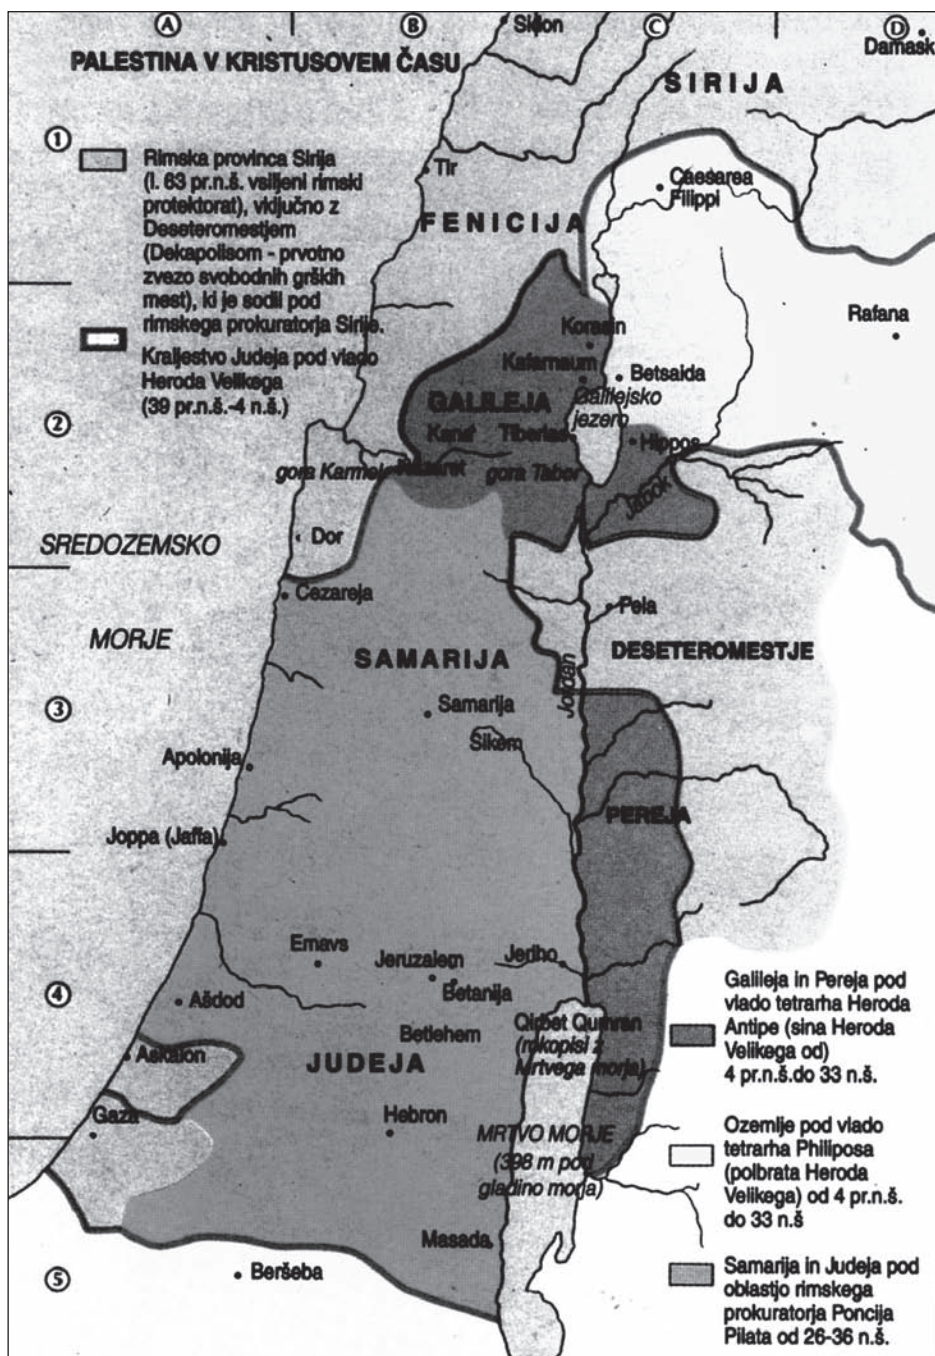 A
B
C
D
Sidon
Damask
PALESTINA V KRISTUSOVEM ČASU
SIRIJA
1
Rimska provinca Sirija
(l. 63 pr.n.š. vsiljeni rimski
protektorat), vključno z
Deseteromestjem
(Dekapolisom - prvotno
zvezo svobodnih grških
mest), ki je sodil pod
rimskega prokuratorja Sirije.
Kraljestvo Judeja pod vlado
Heroda Velikega
(39 pr.n.š.-4 n.š.)
Tir
Caesarea
Filippi
FENICIJA
Rafana
Korasin
Kafarnaum
Betsaida
2
GALILEJA
Galilejsko
jezero
Kana
Tiberias
Hippos
gora Karmel
Nazaret
gora Tabor
Jabok
Dor
SREDOZEMSKO
MORJE
Cezareja
Pela
SAMARIJA
DESETEROMESTJE
Jordan
3
Samarija
Sikem
Apolonija
PEREJA
Joppa (Jaffa)
Emavs
Jeruzalem
Jeriho
Betanija
4
Ašdod
Betlehem
Qirbet Qumran
(rokopisi z
Mrtvega morja)
Askalon
JUDEJA
Gaza
Hebron
MRTVO MORJE
(398 m pod
gladino morja)
Masada
5
Beršeba
Galileja in Pereja pod
vlado tetrarha Heroda
Antipe (sina Heroda
Velikega od)
4 pr.n.š.do 33 n.š.
Ozemlje pod vlado
tetrarha Philiposa
(polbrata Heroda
Velikega) od 4 pr.n.š.
do 33 n.š
Samarija in Judeja pod
oblastjo rimskega
prokuratorja Poncija
Pilata od 26-36 n.š.